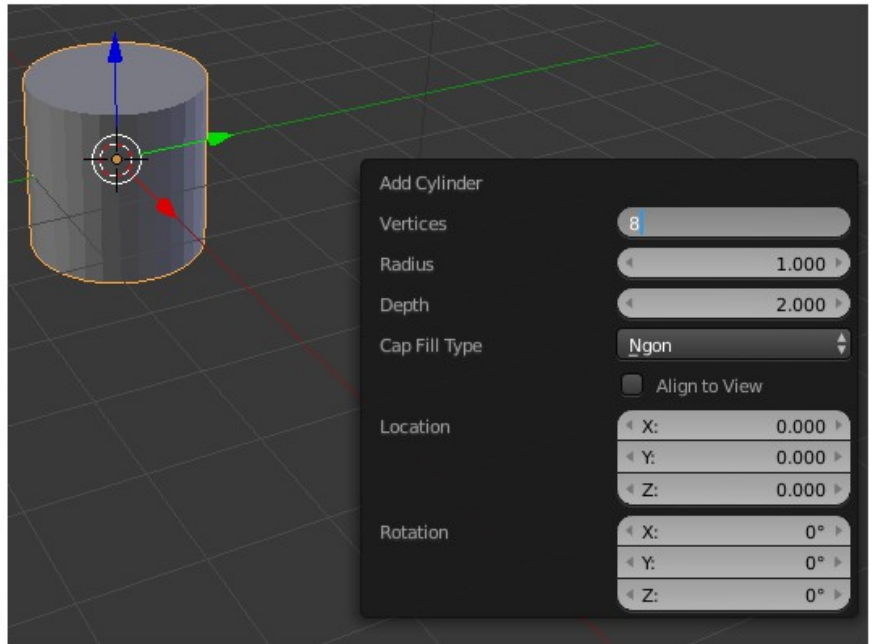 Add Cylinder
Vertices 8
Radius 1.000
Depth 2.000
Cap Fill Type Ngon
Align to View
Location X: 0.000
Y: 0.000
Z: 0.000
Rotation X: 0°
Y: 0°
Z: 0°